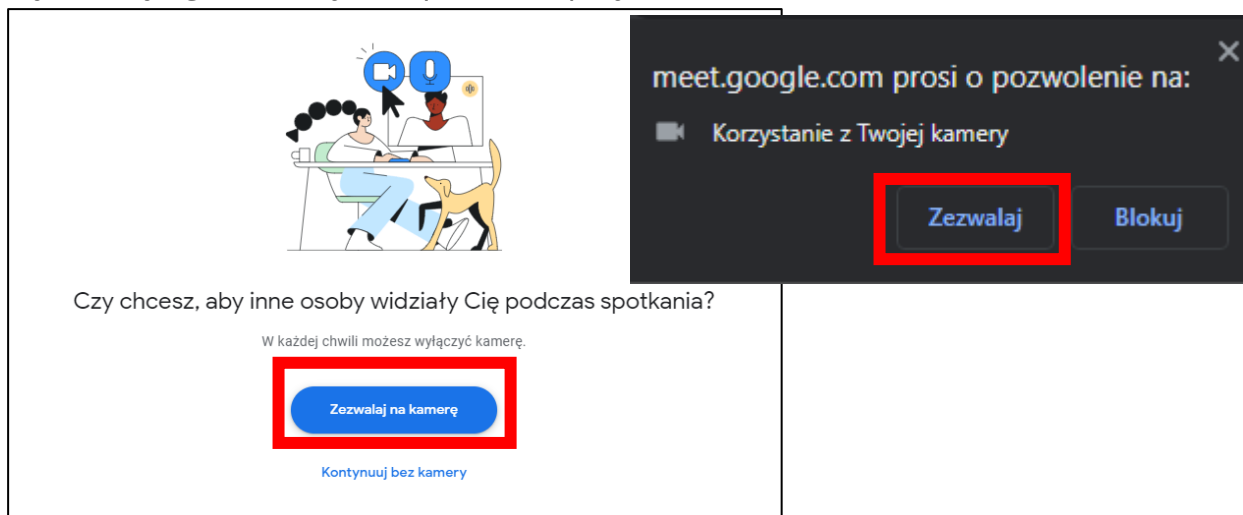 meet.google.com prosi o pozwolenie na:
Korzystanie z Twojej kamery
Zezwalaj
Blokuj
Czy chcesz, aby inne osoby widziały Cię podczas spotkania?
W każdej chwili możesz wyłączyć kamerę.
Zezwalaj na kamerę
Kontynuuj bez kamery